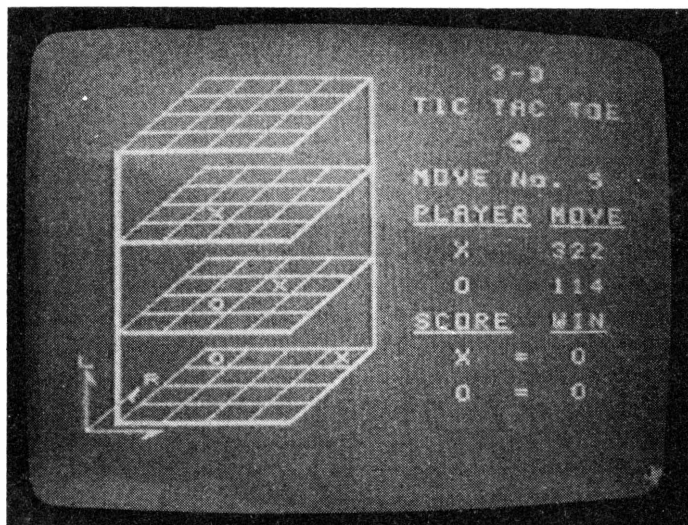 3-D
TIC TAC TOE
MOVE No. 5
PLAYER MOVE
X 322
O 114
SCORE WIN
X = 0
O = 0
X
X
O
O X
L
R